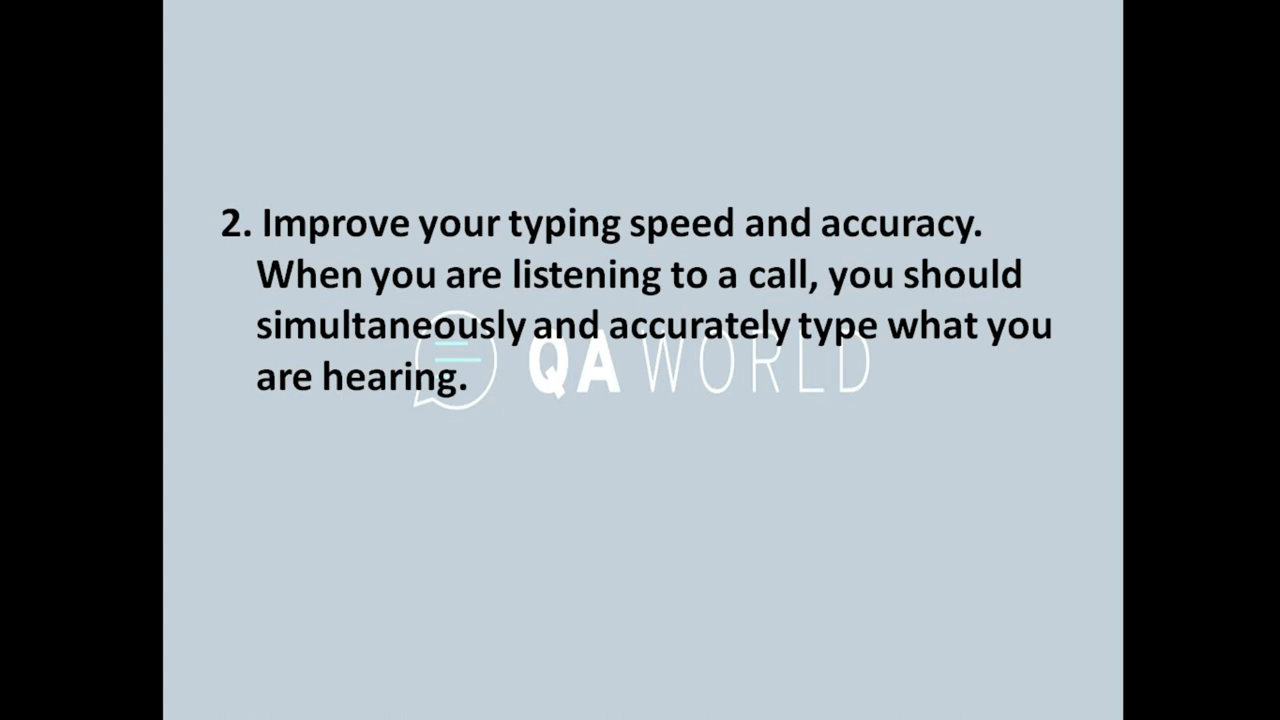 2. Improve your typing speed and accuracy.
When you are listening to a call, you should
simultaneously and accurately type what you
are hearing.
QA WORLD